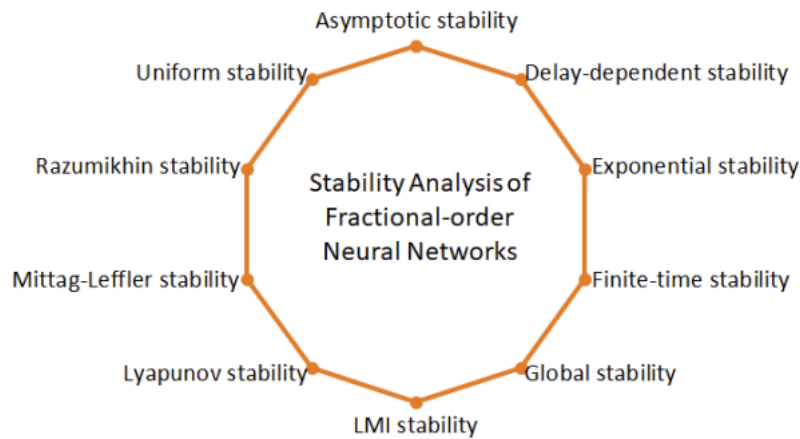 Asymptotic stability
Uniform stability
Delay-dependent stability
Razumikhin stability
Exponential stability
Stability Analysis of
Fractional-order
Neural Networks
Mittag-Leffler stability
Finite-time stability
Lyapunov stability
Global stability
LMI stability